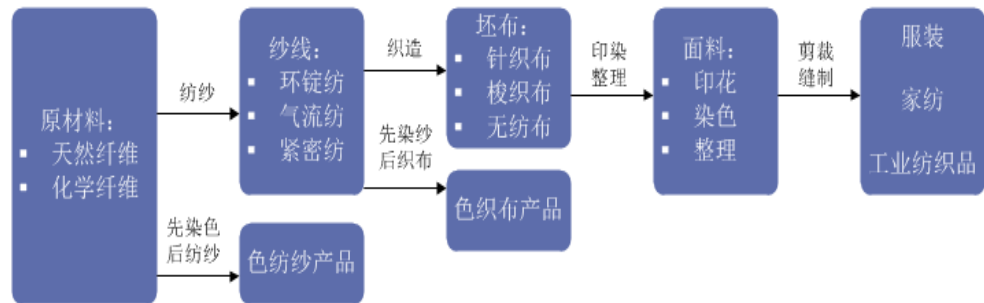 原材料：
▪ 天然纤维
▪ 化学纤维
纺纱
先染色
后纺纱
纱线：
▪ 环锭纺
▪ 气流纺
▪ 紧密纺
色纺纱产品
织造
先染纱
后织布
坯布：
▪ 针织布
▪ 梭织布
▪ 无纺布
色织布产品
印染
整理
面料：
▪ 印花
▪ 染色
▪ 整理
剪裁
缝制
服装
家纺
工业纺织品